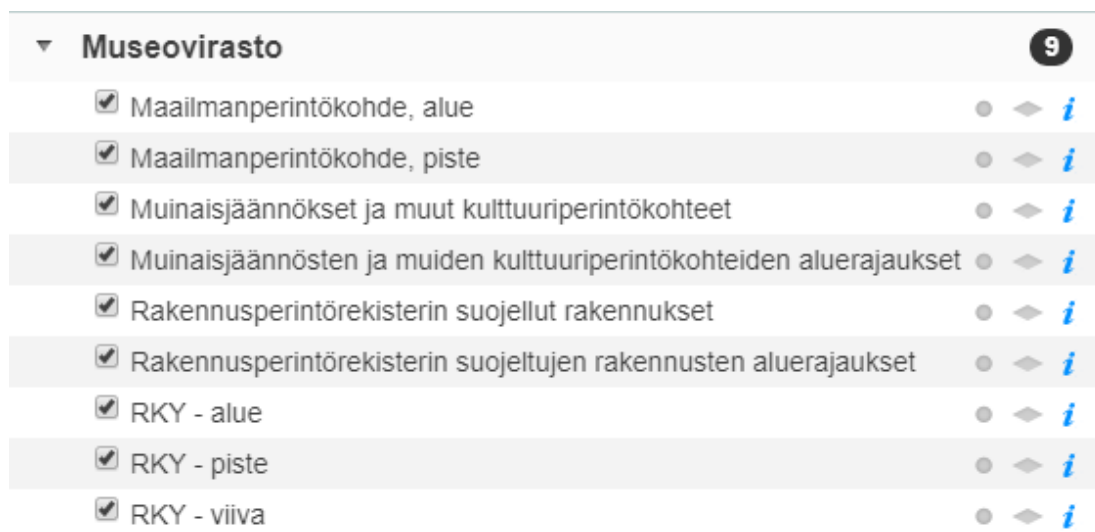 Museovirasto 9
Maailmanperintökohde, alue i
Maailmanperintökohde, piste i
Muinaisjäännökset ja muut kulttuuriperintökohteet i
Muinaisjäännösten ja muiden kulttuuriperintökohteiden aluerajaukset i
Rakennusperintörekisterin suojellut rakennukset i
Rakennusperintörekisterin suojeltujen rakennusten aluerajaukset i
RKY - alue i
RKY - piste i
RKY - viiva i